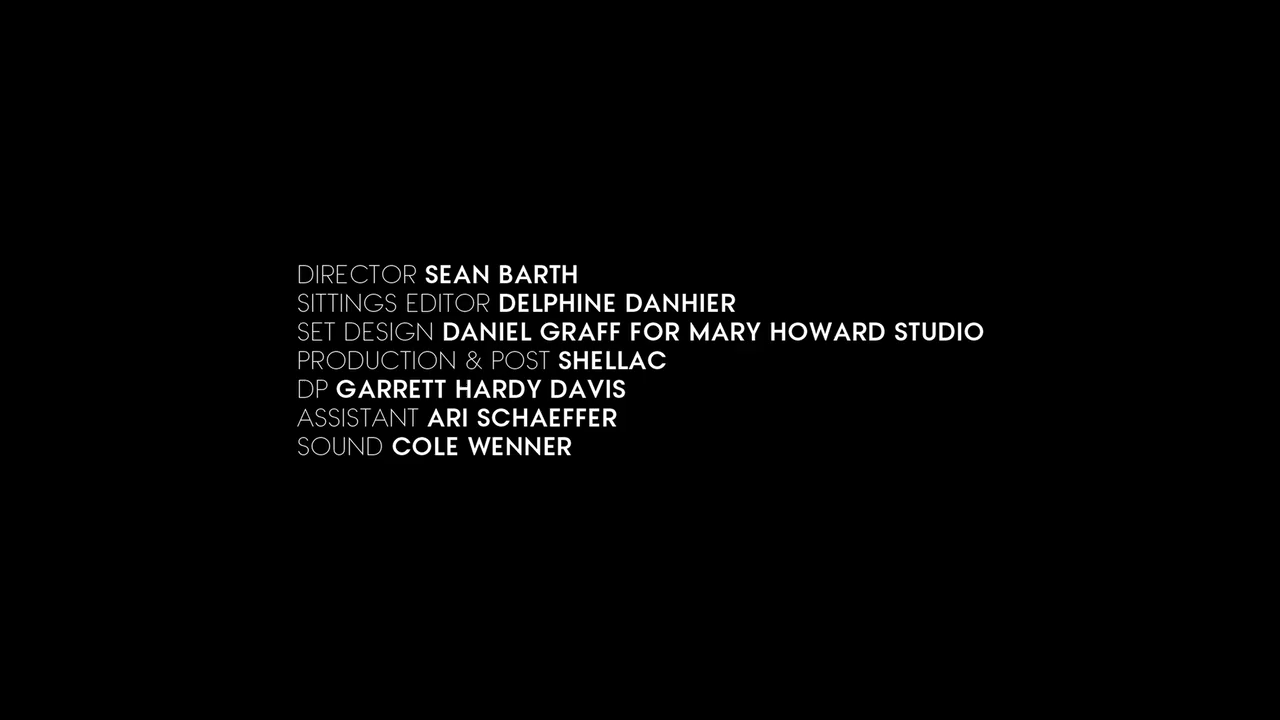 DIRECTOR SEAN BARTH
SITTINGS EDITOR DELPHINE DANHIER
SET DESIGN DANIEL GRAFF FOR MARY HOWARD STUDIO
PRODUCTION & POST SHELLAC
DP GARRETT HARDY DAVIS
ASSISTANT ARI SCHAEFFER
SOUND COLE WENNER